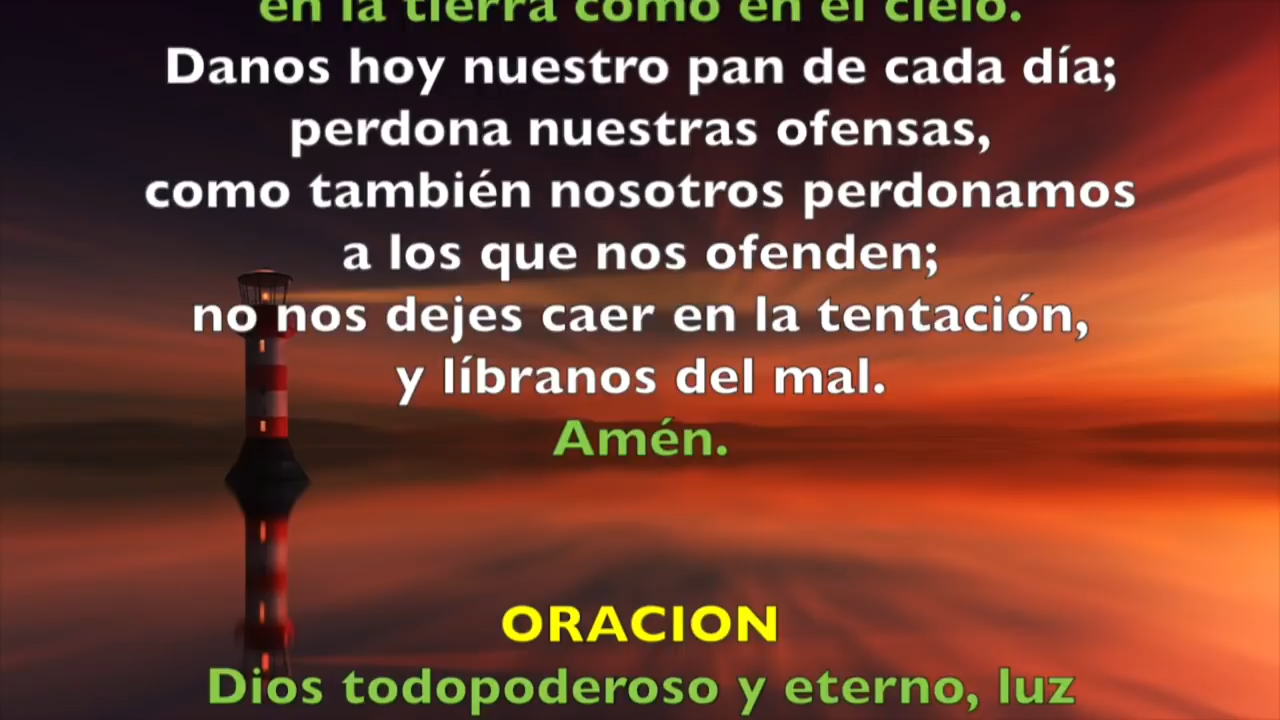 en la tierra como en el cielo.
Danos hoy nuestro pan de cada día;
perdona nuestras ofensas,
como también nosotros perdonamos
a los que nos ofenden;
no nos dejes caer en la tentación,
y líbranos del mal.
Amén.
ORACION
Dios todopoderoso y eterno, luz